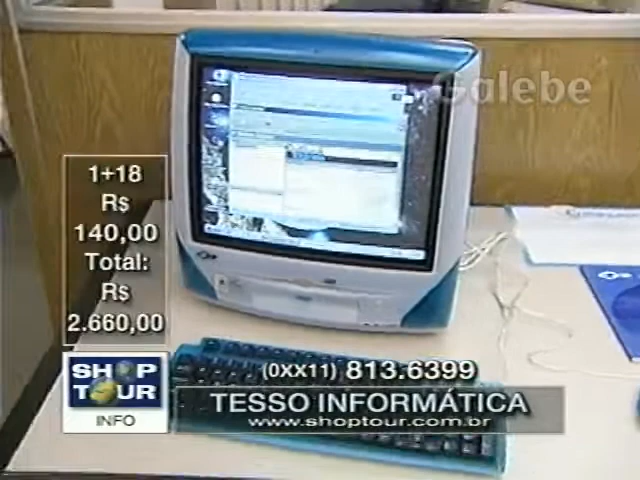 Galebe
1+18
R$
140,00
Total:
R$
2.660,00
SHOP
TOUR
INFO
(0XX11) 813.6399
TESSO INFORMÁTICA
www.shoptour.com.br